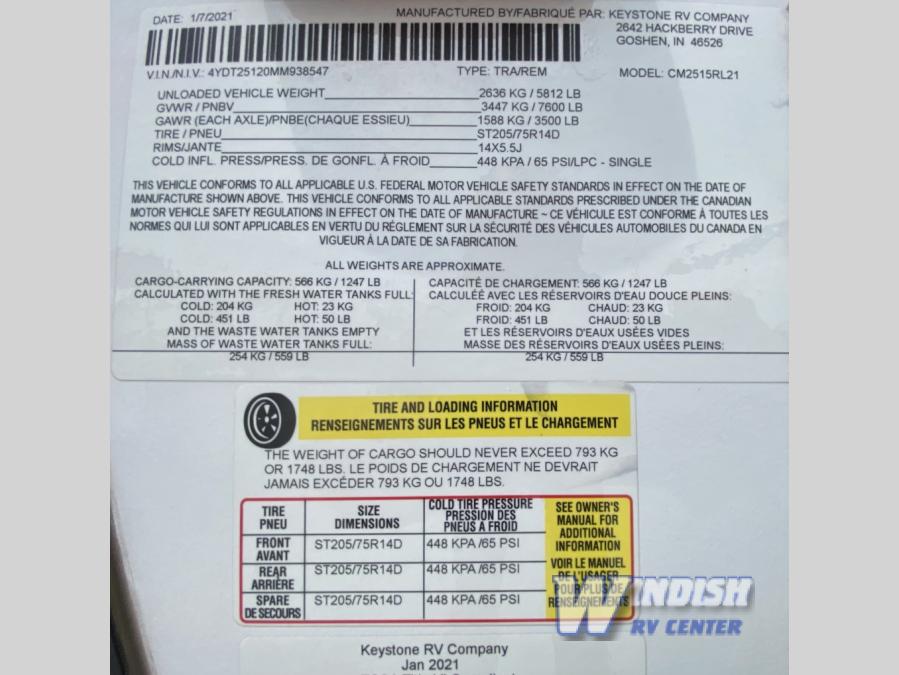 DATE: 1/7/2021
MANUFACTURED BY/FABRIQUÉ PAR: KEYSTONE RV COMPANY
2642 HACKBERRY DRIVE
GOSHEN, IN 46526
V.I.N./N.I.V.: 4YDT25120MM938547 TYPE: TRA/REM MODEL: CM2515RL21
UNLOADED VEHICLE WEIGHT 2636 KG / 5812 LB
GVWR / PNBV 3447 KG / 7600 LB
GAWR (EACH AXLE)/PNBE(CHAQUE ESSIEU) 1588 KG / 3500 LB
TIRE / PNEU ST205/75R14D
RIMS/JANTE 14X5.5J
COLD INFL. PRESS/PRESS. DE GONFL. À FROID 448 KPA / 65 PSI/LPC - SINGLE
THIS VEHICLE CONFORMS TO ALL APPLICABLE U.S. FEDERAL MOTOR VEHICLE SAFETY STANDARDS IN EFFECT ON THE DATE OF
MANUFACTURE SHOWN ABOVE. THIS VEHICLE CONFORMS TO ALL APPLICABLE STANDARDS PRESCRIBED UNDER THE CANADIAN
MOTOR VEHICLE SAFETY REGULATIONS IN EFFECT ON THE DATE OF MANUFACTURE ~ CE VÉHICULE EST CONFORME À TOUTES LES
NORMES QUI LUI SONT APPLICABLES EN VERTU DU RÉGLEMENT SUR LA SÉCURITÉ DES VÉHICULES AUTOMOBILES DU CANADA EN
VIGUEUR À LA DATE DE SA FABRICATION.
ALL WEIGHTS ARE APPROXIMATE.
CARGO-CARRYING CAPACITY: 566 KG / 1247 LB
CALCULATED WITH THE FRESH WATER TANKS FULL:
COLD: 204 KG HOT: 23 KG
COLD: 451 LB HOT: 50 LB
AND THE WASTE WATER TANKS EMPTY
MASS OF WASTE WATER TANKS FULL:
254 KG / 559 LB
CAPACITÉ DE CHARGEMENT: 566 KG / 1247 LB
CALCULÉE AVEC LES RÉSERVOIRS D'EAU DOUCE PLEINS:
FROID: 204 KG CHAUD: 23 KG
FROID: 451 LB CHAUD: 50 LB
ET LES RÉSERVOIRS D'EAUX USÉES VIDES
MASSE DES RÉSERVOIRS D'EAUX USÉES PLEINS:
254 KG / 559 LB
TIRE AND LOADING INFORMATION
RENSEIGNEMENTS SUR LES PNEUS ET LE CHARGEMENT
THE WEIGHT OF CARGO SHOULD NEVER EXCEED 793 KG
OR 1748 LBS. LE POIDS DE CHARGEMENT NE DEVRAIT
JAMAIS EXCÉDER 793 KG OU 1748 LBS.
TIRE
PNEU
SIZE
DIMENSIONS
COLD TIRE PRESSURE
PRESSION DES
PNEUS A FROID
FRONT
AVANT
ST205/75R14D 448 KPA /65 PSI
REAR
ARRIÈRE
ST205/75R14D 448 KPA /65 PSI
SPARE
DE SECOURS
ST205/75R14D 448 KPA /65 PSI
SEE OWNER'S
MANUAL FOR
ADDITIONAL
INFORMATION
VOIR LE MANUEL
DE L'USAGER
POUR PLUS DE
RENSEIGNEMENTS
WINDISH
RV CENTER
Keystone RV Company
Jan 2021